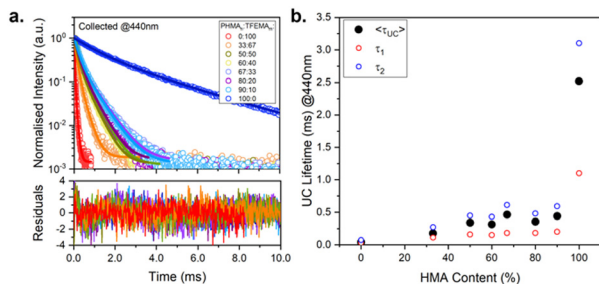 a.
Collected @440nm
PHMAn:TFEMAm
0:100
33:67
50:50
60:40
67:33
80:20
90:10
100:0
Normalised Intensity (a.u.)
10^0
10^-1
10^-2
10^-3
Residuals
4
2
0
-2
-4
0.0 2.0 4.0 6.0 8.0 10.0
Time (ms)
b.
<τUC>
τ1
τ2
UC Lifetime (ms) @440nm
3.5
3.0
2.5
2.0
1.5
1.0
0.5
0.0
0 20 40 60 80 100
HMA Content (%)